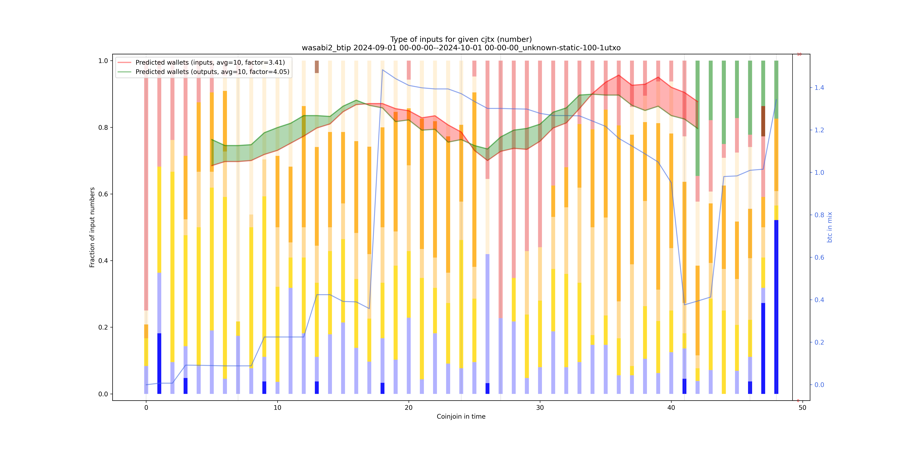 Type of inputs for given cjtx (number)
wasabi2_btip 2024-09-01 00-00-00--2024-10-01 00-00-00_unknown-static-100-1utxo
Predicted wallets (inputs, avg=10, factor=3.41)
Predicted wallets (outputs, avg=10, factor=4.05)
Fraction of input numbers
1.0
0.8
0.6
0.4
0.2
0.0
0
10
20
30
40
50
Coinjoin in time
1.4
1.2
1.0
0.8
0.6
0.4
0.2
0.0
btc in mix